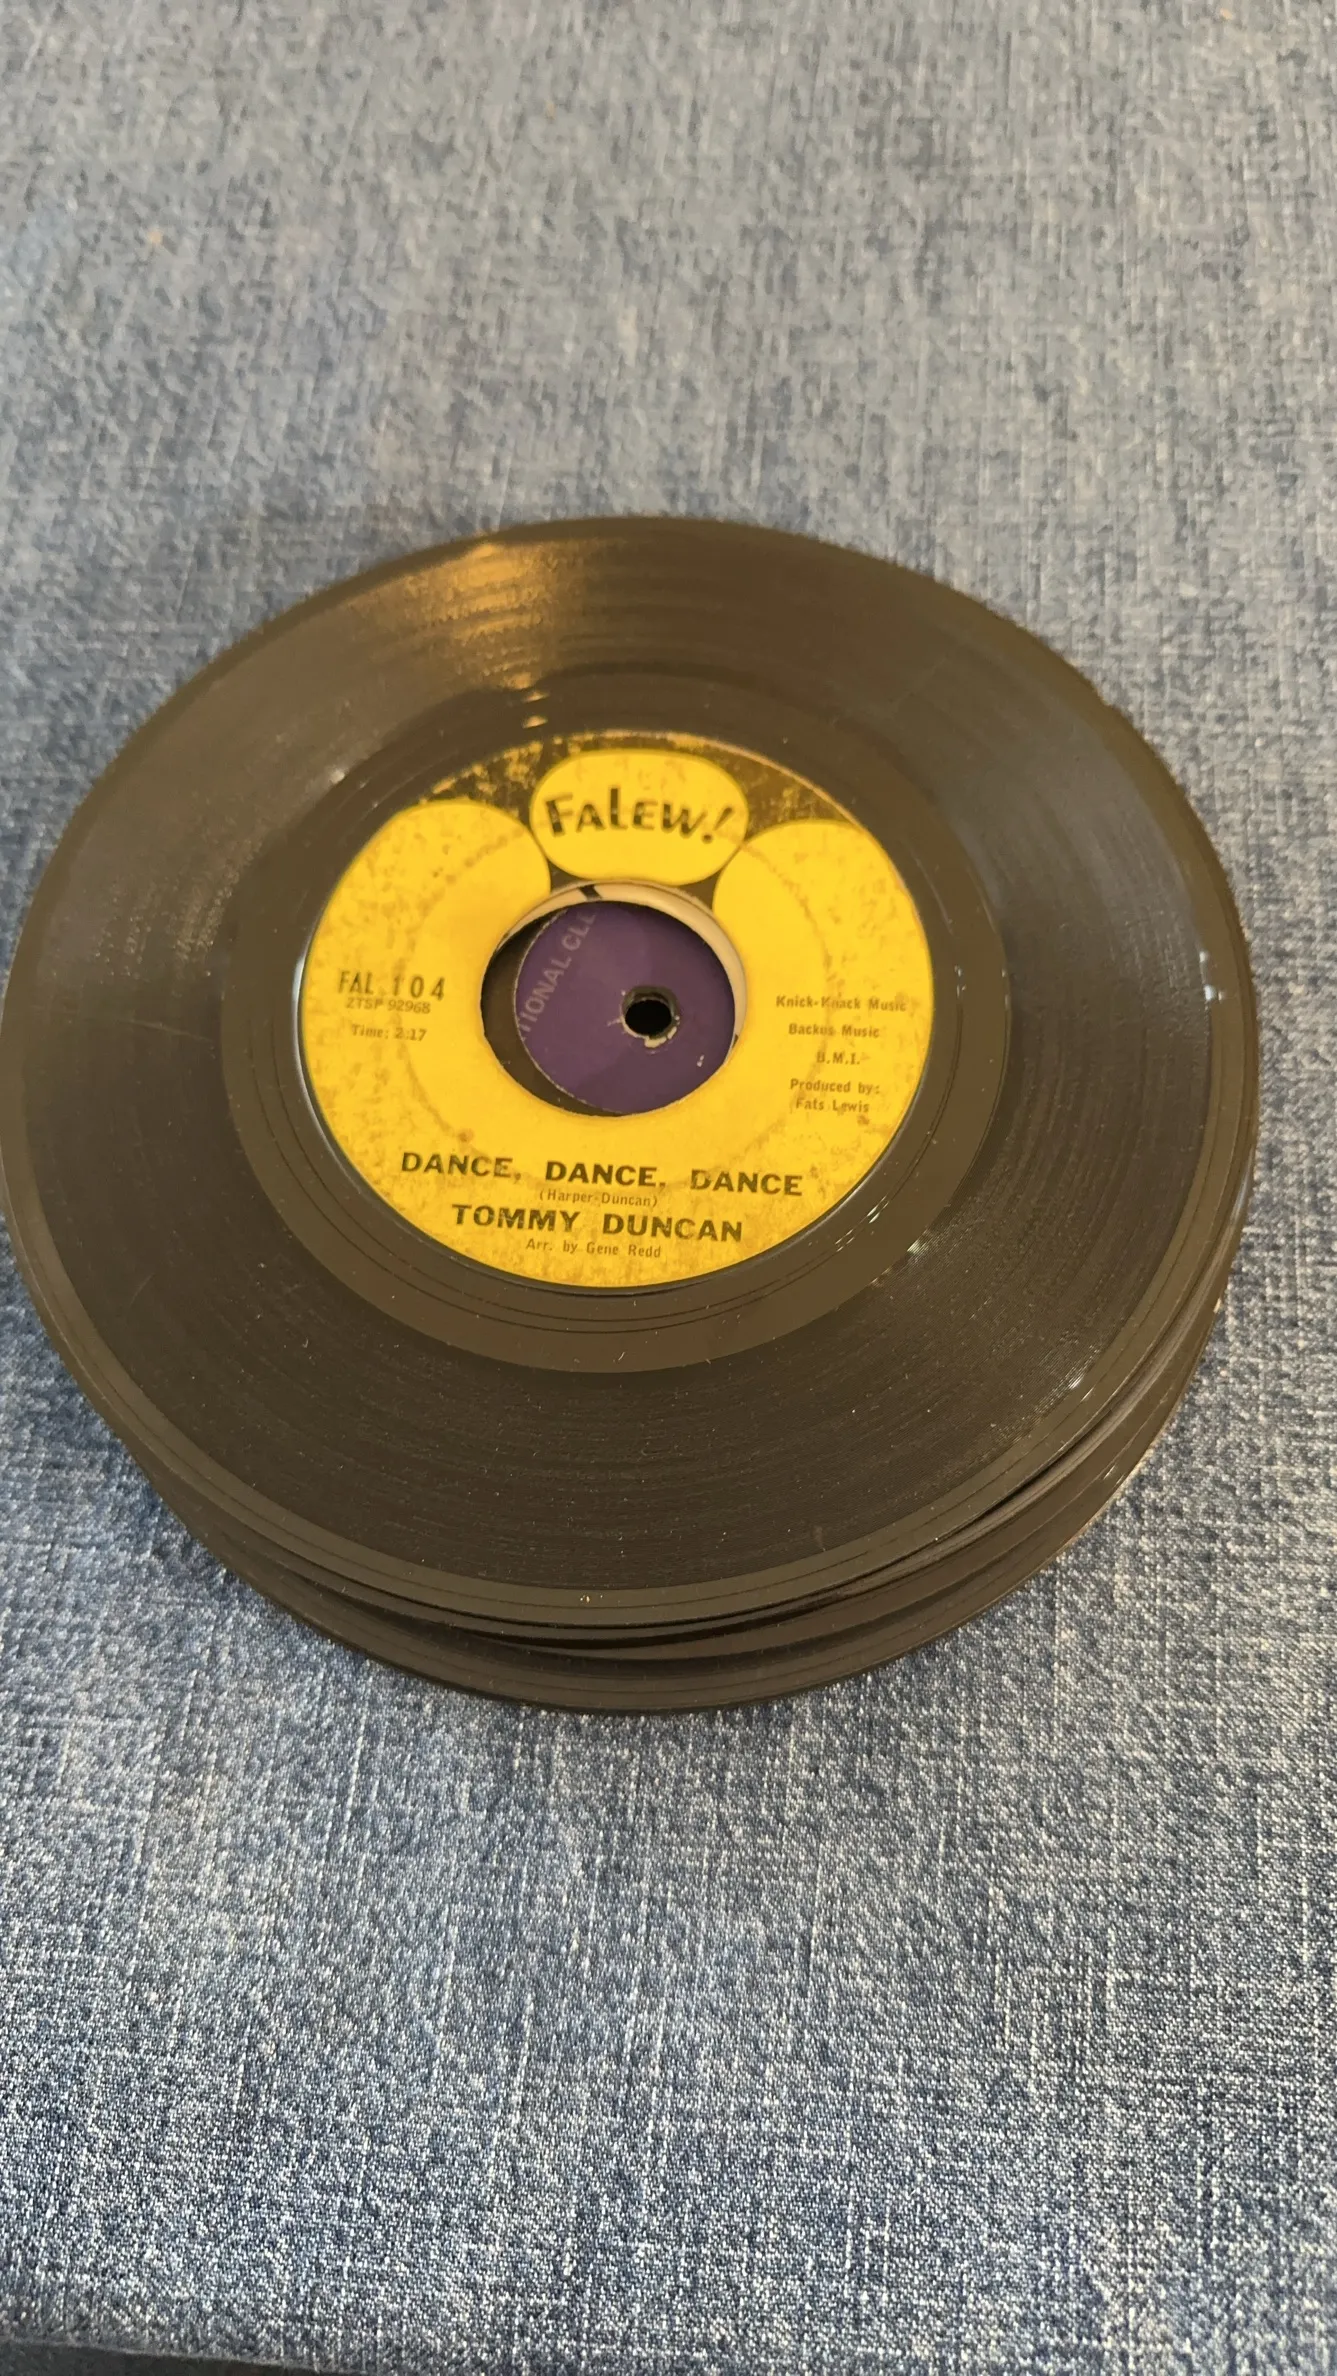 FALEW!
FAL 104
ZTSP 92968
Time: 2:17
Knick-Knack Music
Backus Music
B.M.I.
Produced by:
Fats Lewis
DANCE, DANCE, DANCE
(Harper-Duncan)
TOMMY DUNCAN
Arr. by Gene Redd